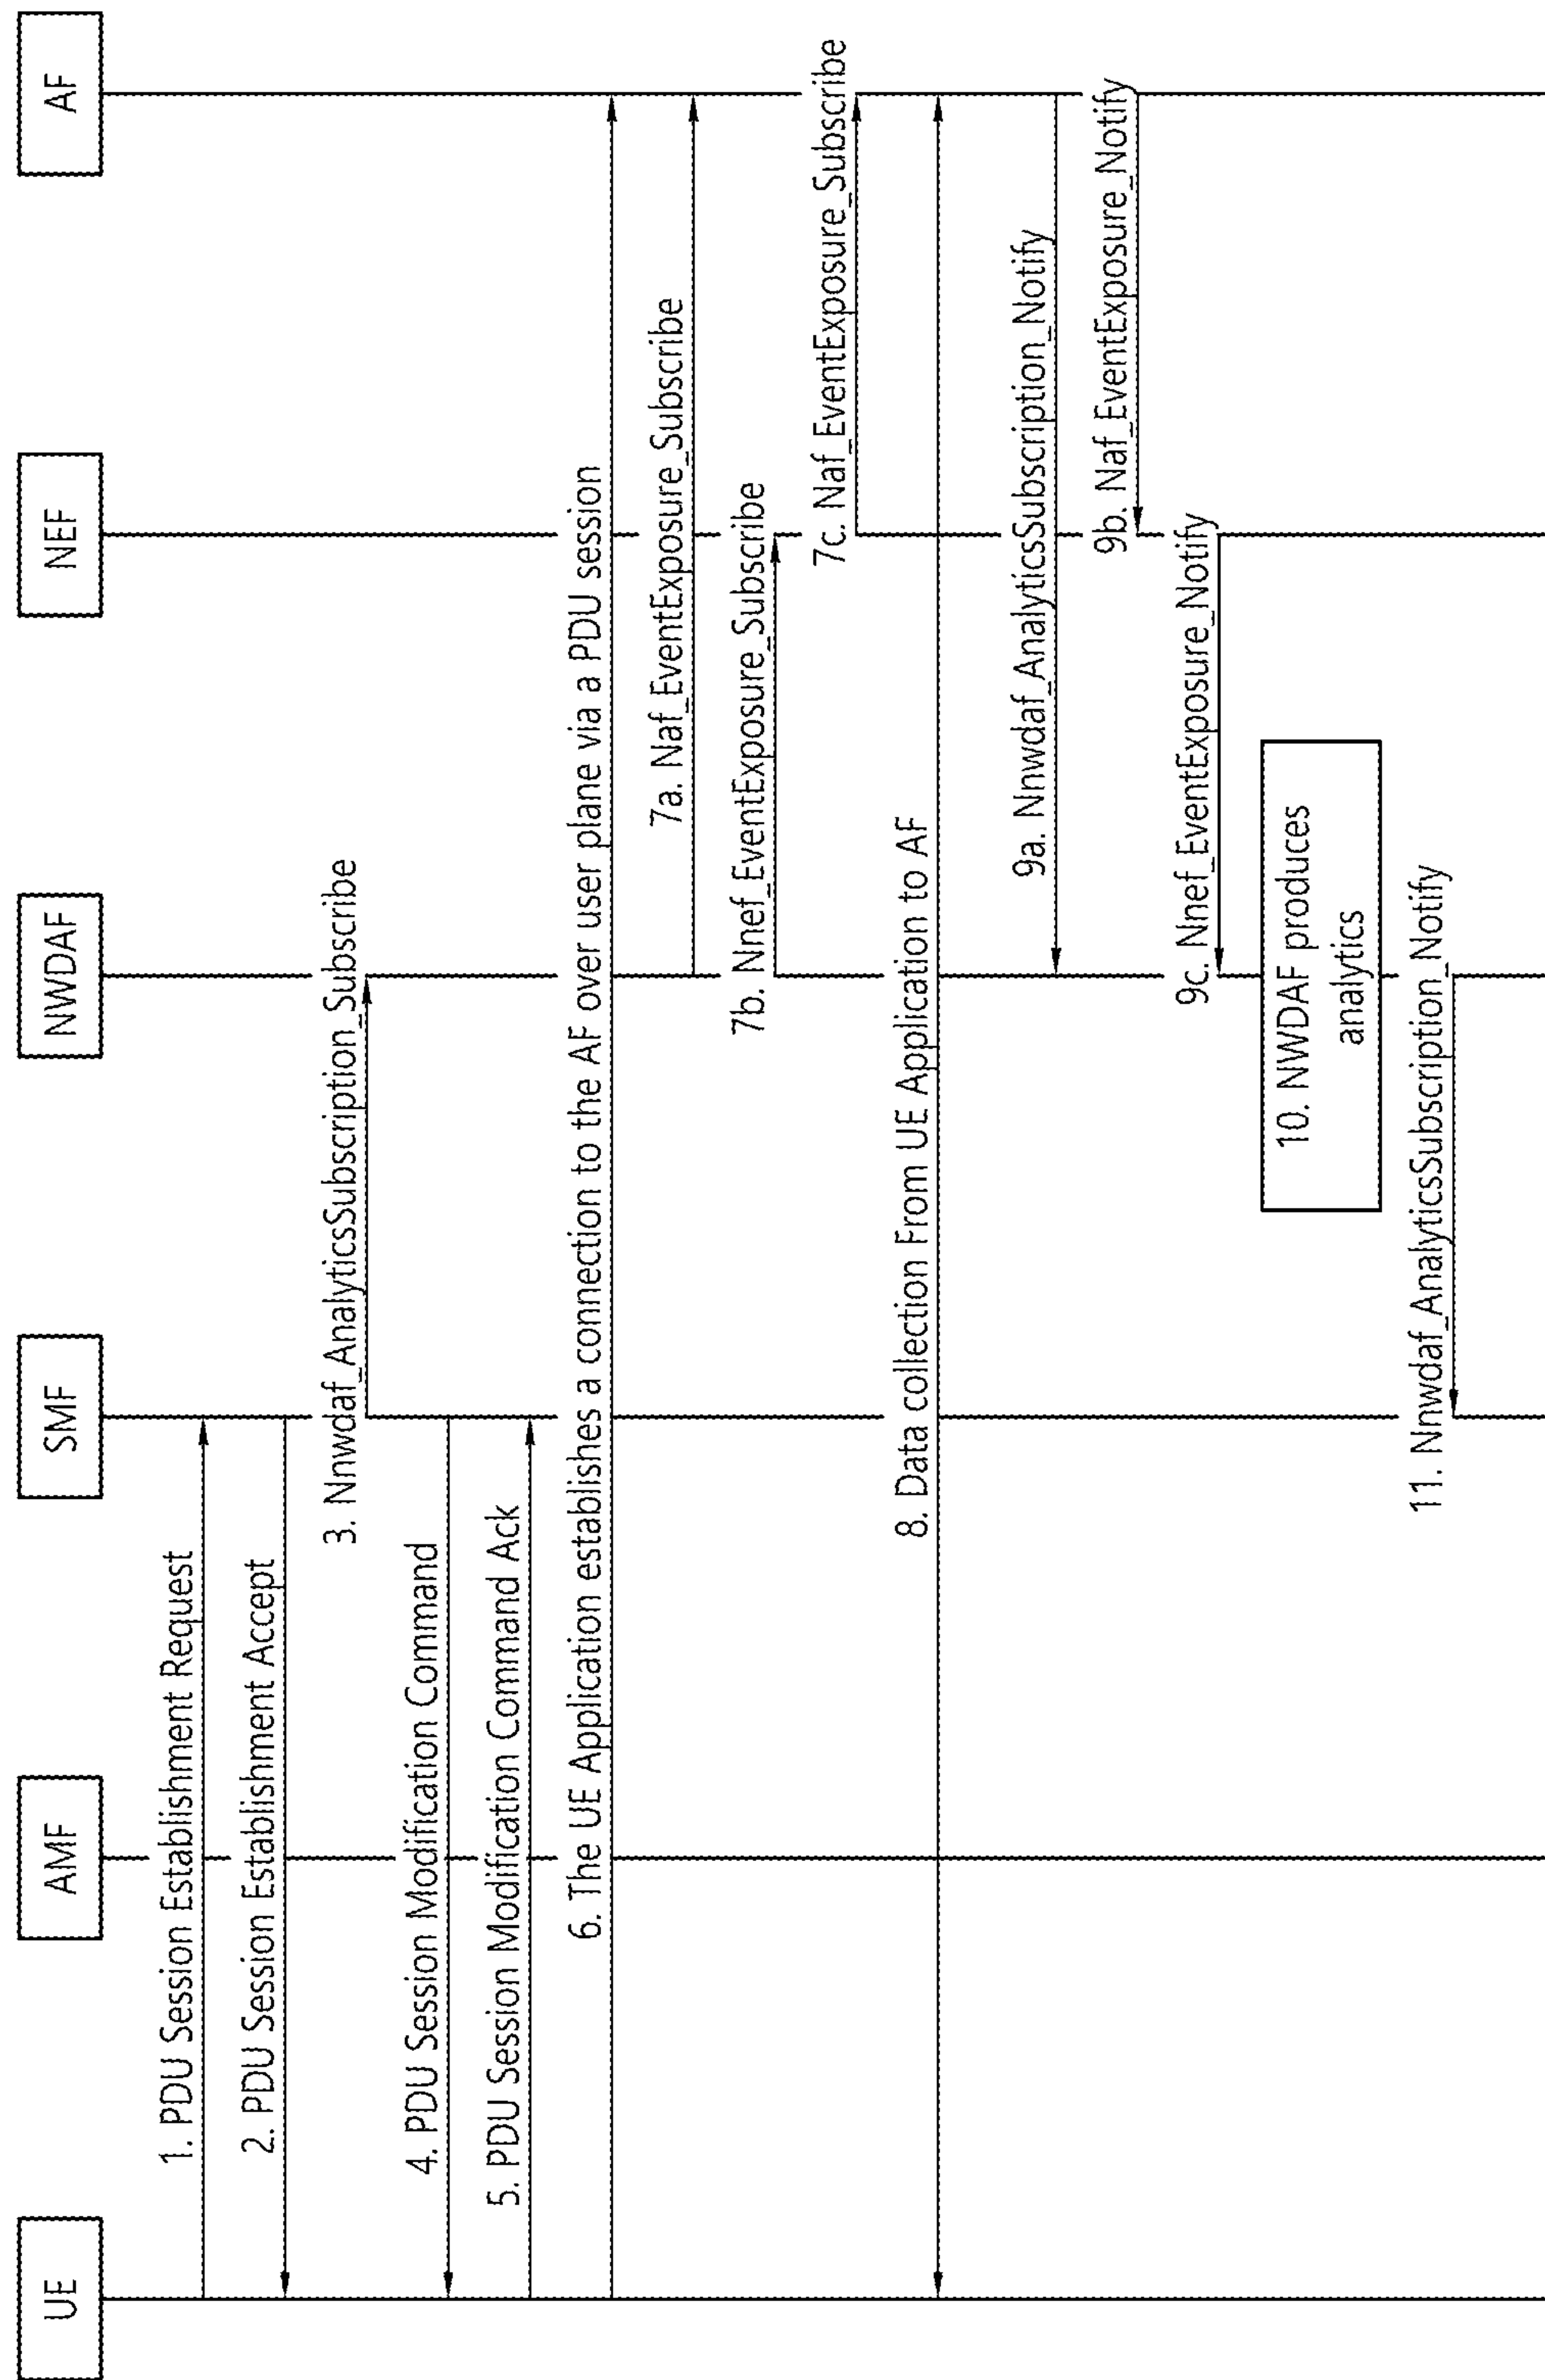 UE
AMF
SMF
NWDAF
NEF
AF
1. PDU Session Establishment Request
2. PDU Session Establishment Accept
3. Nnwdaf_AnalyticsSubscription_Subscribe
4. PDU Session Modification Command
5. PDU Session Modification Command Ack
6. The UE Application establishes a connection to the AF over user plane via a PDU session
7a. Naf_EventExposure_Subscribe
7b. Nnef_EventExposure_Subscribe
7c. Naf_EventExposure_Subscribe
8. Data collection From UE Application to AF
9a. Nnwdaf_AnalyticsSubscription_Notify
9b. Naf_EventExposure_Notify
9c. Nnef_EventExposure_Notify
10. NWDAF produces
analytics
11. Nnwdaf_AnalyticsSubscription_Notify